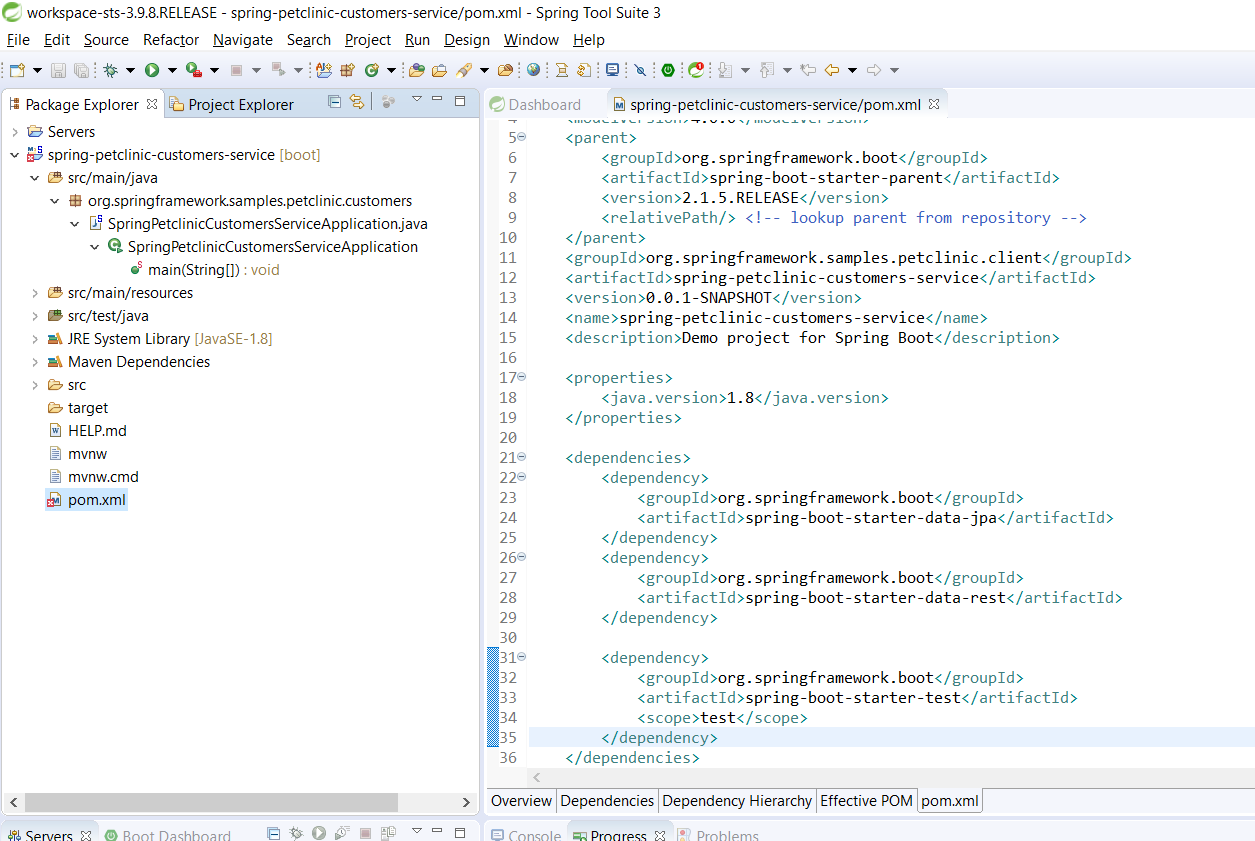 workspace-sts-3.9.8.RELEASE - spring-petclinic-customers-service/pom.xml - Spring Tool Suite 3
File Edit Source Refactor Navigate Search Project Run Design Window Help
Package Explorer Project Explorer
Servers
spring-petclinic-customers-service [boot]
src/main/java
org.springframework.samples.petclinic.customers
SpringPetclinicCustomersServiceApplication.java
SpringPetclinicCustomersServiceApplication
main(String[]) : void
src/main/resources
src/test/java
JRE System Library [JavaSE-1.8]
Maven Dependencies
src
target
HELP.md
mvnw
mvnw.cmd
pom.xml
Dashboard spring-petclinic-customers-service/pom.xml
4 <modelVersion>4.0.0</modelVersion>
5 <parent>
6 <groupId>org.springframework.boot</groupId>
7 <artifactId>spring-boot-starter-parent</artifactId>
8 <version>2.1.5.RELEASE</version>
9 <relativePath/> <!-- lookup parent from repository -->
10 </parent>
11 <groupId>org.springframework.samples.petclinic.client</groupId>
12 <artifactId>spring-petclinic-customers-service</artifactId>
13 <version>0.0.1-SNAPSHOT</version>
14 <name>spring-petclinic-customers-service</name>
15 <description>Demo project for Spring Boot</description>
16
17 <properties>
18 <java.version>1.8</java.version>
19 </properties>
20
21 <dependencies>
22 <dependency>
23 <groupId>org.springframework.boot</groupId>
24 <artifactId>spring-boot-starter-data-jpa</artifactId>
25 </dependency>
26 <dependency>
27 <groupId>org.springframework.boot</groupId>
28 <artifactId>spring-boot-starter-data-rest</artifactId>
29 </dependency>
30
31 <dependency>
32 <groupId>org.springframework.boot</groupId>
33 <artifactId>spring-boot-starter-test</artifactId>
34 <scope>test</scope>
35 </dependency>
36 </dependencies>
Overview Dependencies Dependency Hierarchy Effective POM pom.xml
Servers Boot Dashboard
Console Progress Problems